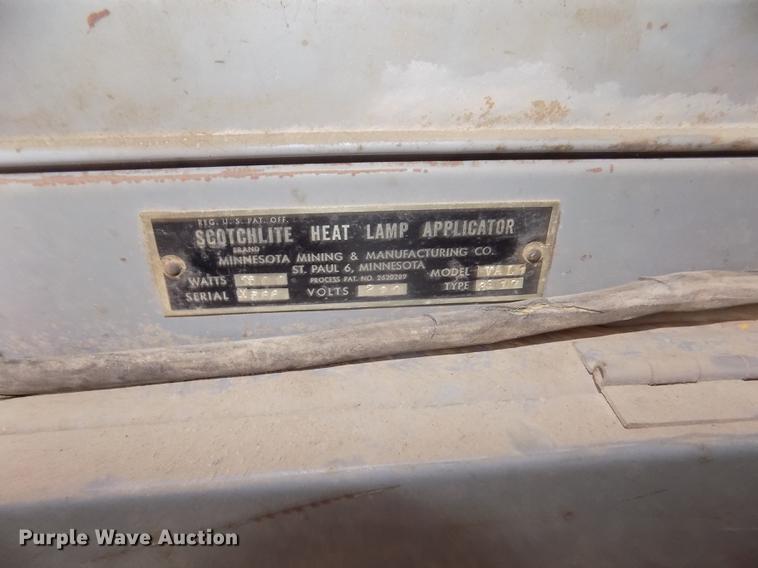 REG. U.S. PAT. OFF.
SCOTCHLITE HEAT LAMP APPLICATOR
BRAND
MINNESOTA MINING & MANUFACTURING CO.
ST. PAUL 6, MINNESOTA
PROCESS PAT. NO. 2620289
WATTS MODEL
SERIAL VOLTS TYPE
Purple Wave Auction